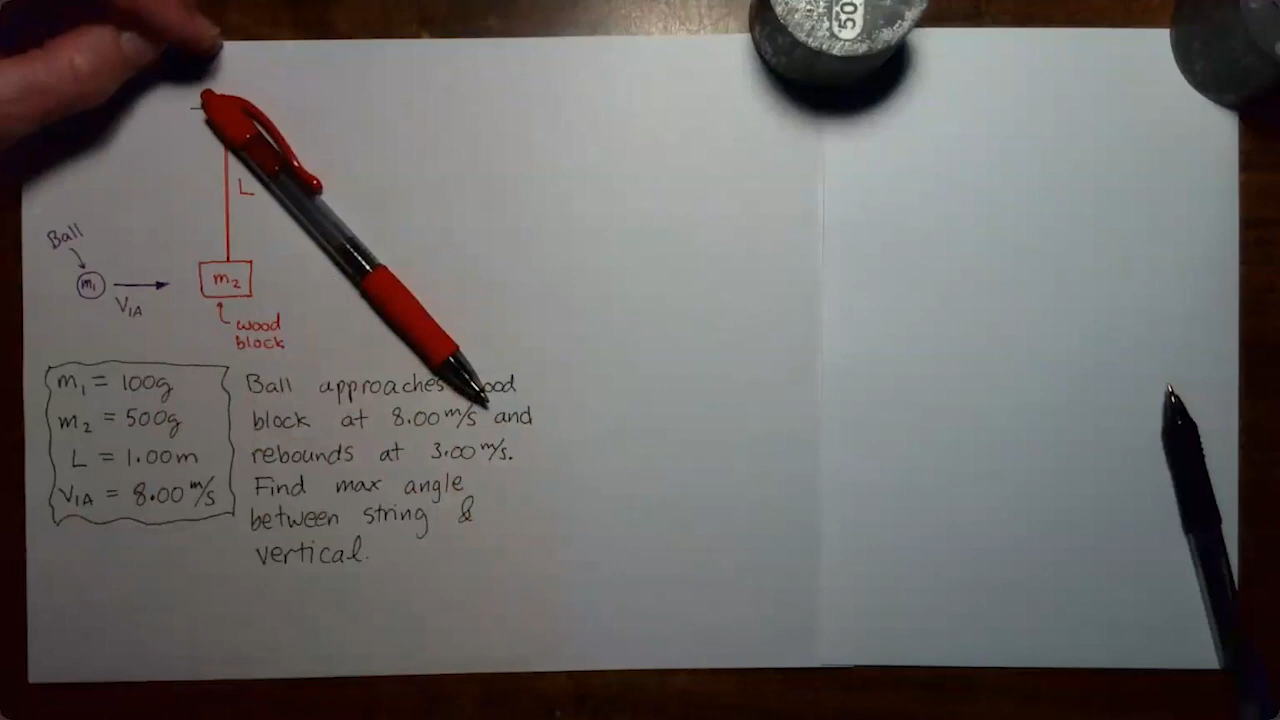 L
Ball
m₁
m₂
V₁A
wood
block
m₁ = 100g
m₂ = 500g
L = 1.00m
V₁A = 8.00 m/s
Ball approaches
block at 8.00 m/s and
rebounds at 3.00 m/s.
Find max angle
between string &
vertical.
50